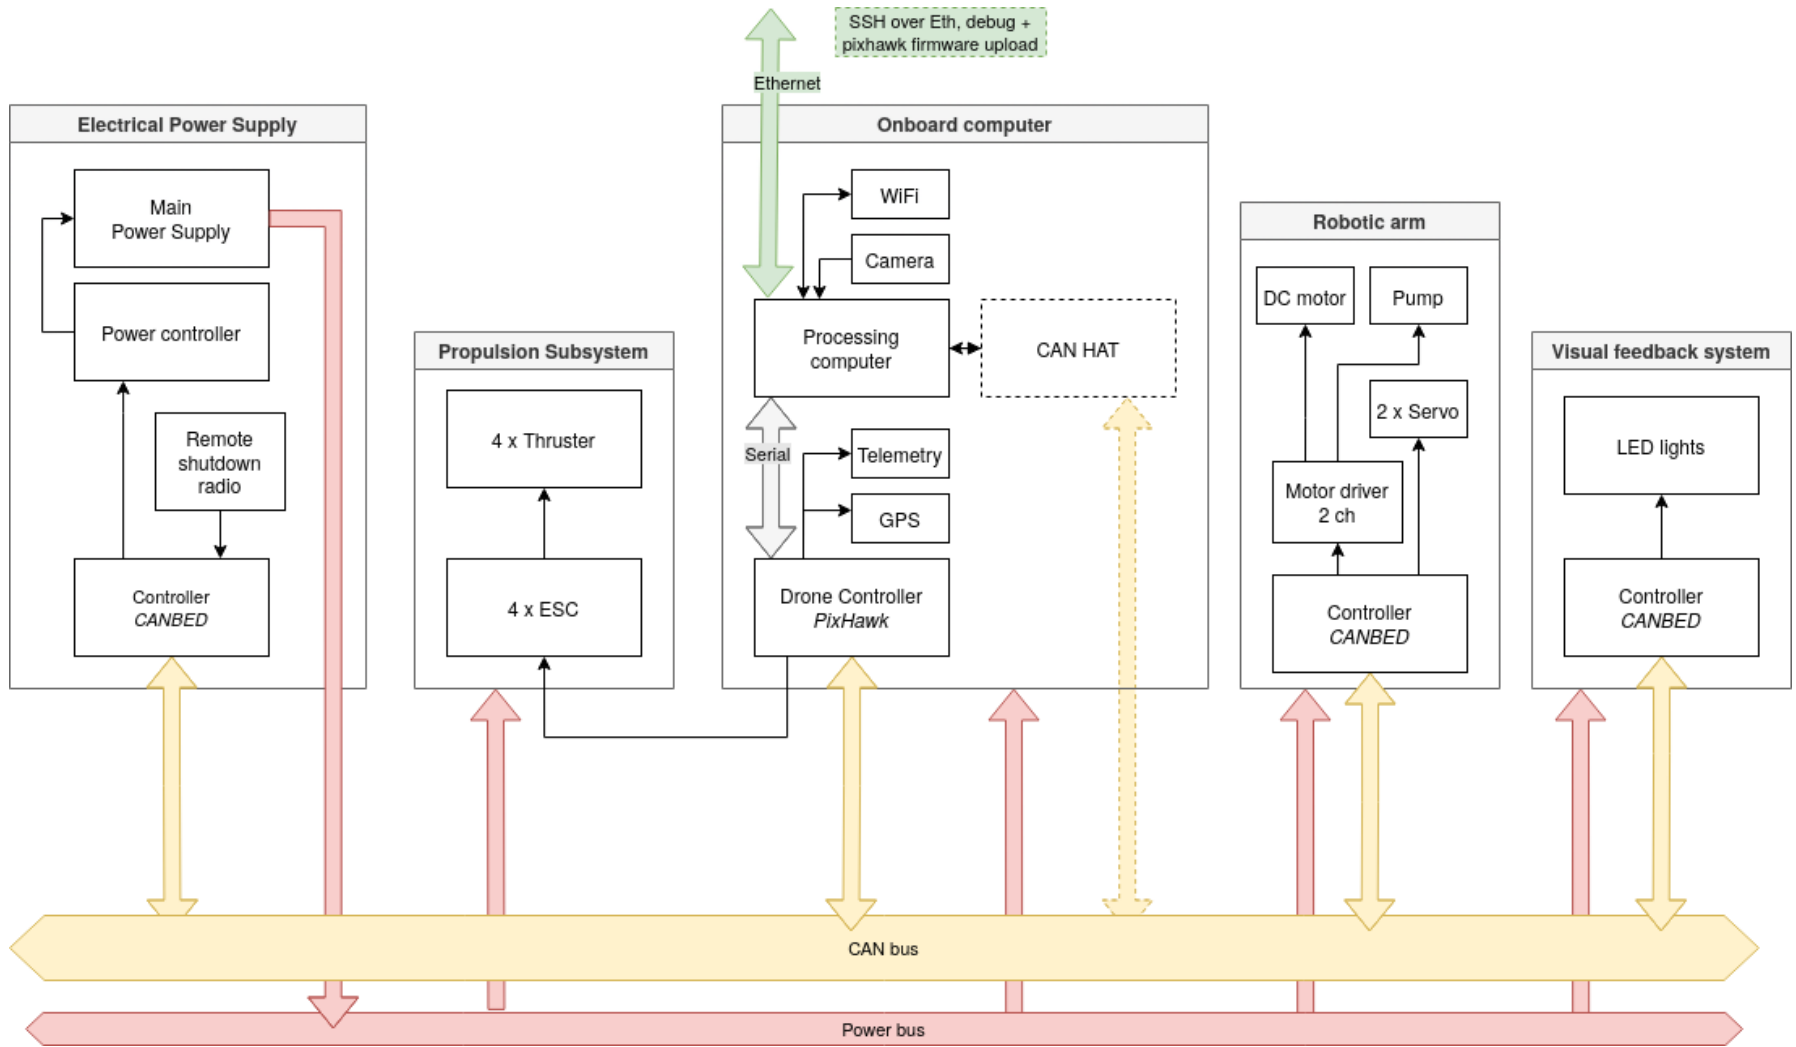 SSH over Eth, debug +
pixhawk firmware upload
Ethernet
Electrical Power Supply
Main
Power Supply
Power controller
Remote
shutdown
radio
Controller
CANBED
Propulsion Subsystem
4 x Thruster
4 x ESC
Onboard computer
WiFi
Camera
Processing
computer
CAN HAT
Serial
Telemetry
GPS
Drone Controller
PixHawk
Robotic arm
DC motor
Pump
2 x Servo
Motor driver
2 ch
Controller
CANBED
Visual feedback system
LED lights
Controller
CANBED
CAN bus
Power bus